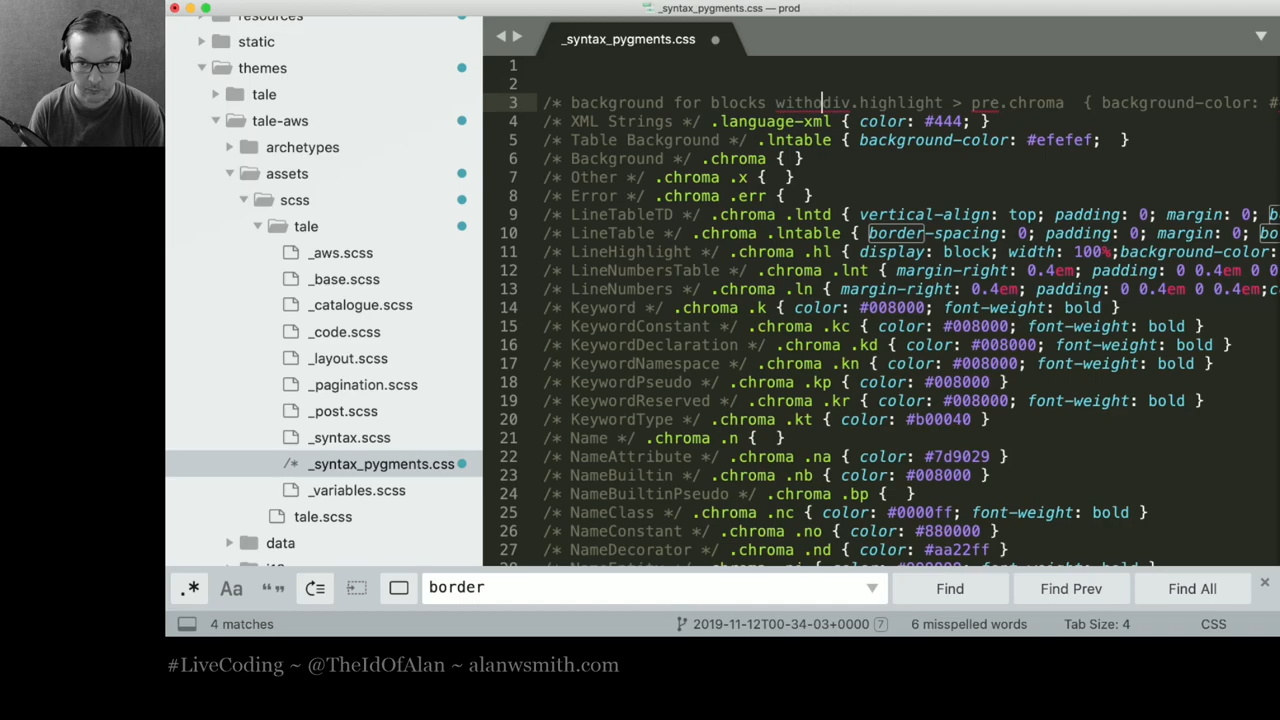 _syntax_pygments.css — prod
resources
static
themes
tale
tale-aws
archetypes
assets
scss
tale
_aws.scss
_base.scss
_catalogue.scss
_code.scss
_layout.scss
_pagination.scss
_post.scss
_syntax.scss
/* _syntax_pygments.css
_variables.scss
tale.scss
data
_syntax_pygments.css
1
2
3 /* background for blocks withodiv.highlight > pre.chroma { background-color: #
4 /* XML Strings */ .language-xml { color: #444; }
5 /* Table Background */ .lntable { background-color: #efefef; }
6 /* Background */ .chroma { }
7 /* Other */ .chroma .x { }
8 /* Error */ .chroma .err { }
9 /* LineTableTD */ .chroma .lntd { vertical-align: top; padding: 0; margin: 0; b
10 /* LineTable */ .chroma .lntable { border-spacing: 0; padding: 0; margin: 0; bo
11 /* LineHighlight */ .chroma .hl { display: block; width: 100%;background-color:
12 /* LineNumbersTable */ .chroma .lnt { margin-right: 0.4em; padding: 0 0.4em 0 0
13 /* LineNumbers */ .chroma .ln { margin-right: 0.4em; padding: 0 0.4em 0 0.4em;c
14 /* Keyword */ .chroma .k { color: #008000; font-weight: bold }
15 /* KeywordConstant */ .chroma .kc { color: #008000; font-weight: bold }
16 /* KeywordDeclaration */ .chroma .kd { color: #008000; font-weight: bold }
17 /* KeywordNamespace */ .chroma .kn { color: #008000; font-weight: bold }
18 /* KeywordPseudo */ .chroma .kp { color: #008000 }
19 /* KeywordReserved */ .chroma .kr { color: #008000; font-weight: bold }
20 /* KeywordType */ .chroma .kt { color: #b00040 }
21 /* Name */ .chroma .n { }
22 /* NameAttribute */ .chroma .na { color: #7d9029 }
23 /* NameBuiltin */ .chroma .nb { color: #008000 }
24 /* NameBuiltinPseudo */ .chroma .bp { }
25 /* NameClass */ .chroma .nc { color: #0000ff; font-weight: bold }
26 /* NameConstant */ .chroma .no { color: #880000 }
27 /* NameDecorator */ .chroma .nd { color: #aa22ff }
.* Aa “” border Find Find Prev Find All
4 matches 2019-11-12T00-34-03+0000 7 6 misspelled words Tab Size: 4 CSS
#LiveCoding ~ @TheIdOfAlan ~ alanwsmith.com